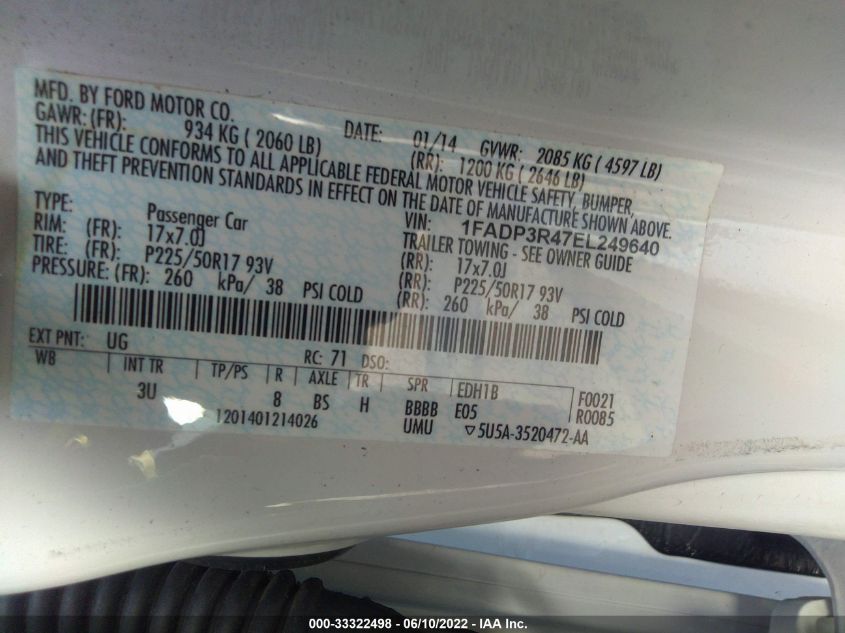 MFD. BY FORD MOTOR CO.
DATE: 01/14 GVWR: 2085 KG ( 4597 LB)
GAWR: (FR): 934 KG ( 2060 LB) (RR): 1200 KG ( 2646 LB)
THIS VEHICLE CONFORMS TO ALL APPLICABLE FEDERAL MOTOR VEHICLE SAFETY, BUMPER,
AND THEFT PREVENTION STANDARDS IN EFFECT ON THE DATE OF MANUFACTURE SHOWN ABOVE.
VIN: 1FADP3R47EL249640
TYPE: Passenger Car TRAILER TOWING - SEE OWNER GUIDE
RIM: (FR): 17x7.0J (RR): 17x7.0J
TIRE: (FR): P225/50R17 93V (RR): P225/50R17 93V
PRESSURE: (FR): 260 kPa/ 38 PSI COLD (RR): 260 kPa/ 38 PSI COLD
EXT PNT: UG RC: 71 DSO:
WB INT TR TP/PS R AXLE TR SPR EDH1B F0021
3U 8 BS H BBBB E05 R0085
1201401214026 UMU ▽5U5A-3520472-AA
000-33322498 - 06/10/2022 - IAA Inc.